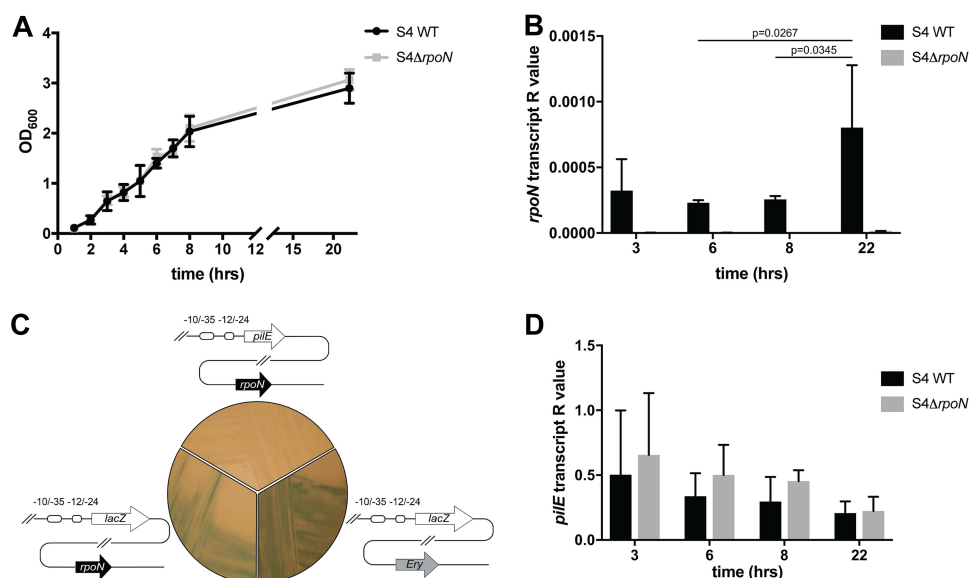 A
S4 WT
S4ΔrpoN
OD600
3
2
1
0
0 2 4 6 8 10 12 15 20
time (hrs)
B
S4 WT
S4ΔrpoN
p=0.0267
p=0.0345
rpoN transcript R value
0.0015
0.0010
0.0005
0.0000
3 6 8 22
time (hrs)
C
-10/-35 -12/-24
pilE
rpoN
-10/-35 -12/-24
lacZ
rpoN
-10/-35 -12/-24
lacZ
Ery
D
S4 WT
S4ΔrpoN
pilE transcript R value
1.5
1.0
0.5
0.0
3 6 8 22
time (hrs)